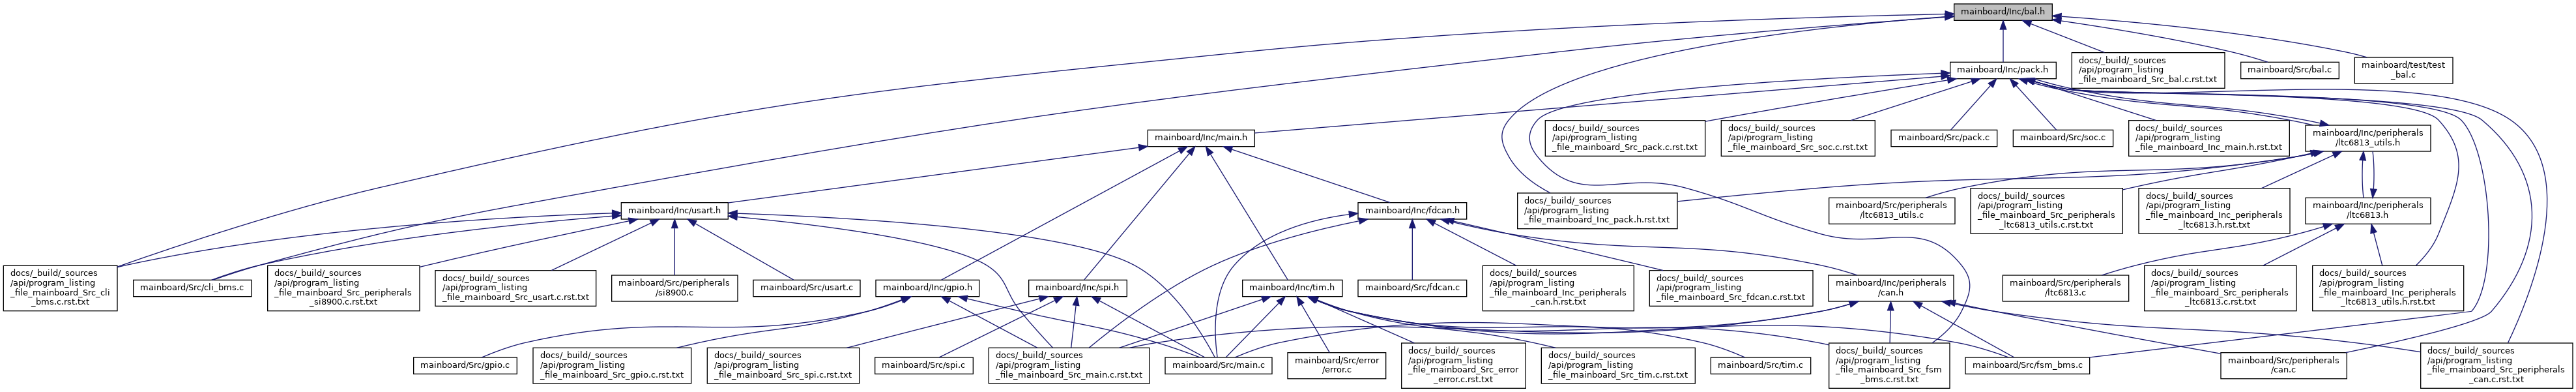 mainboard/Inc/bal.h
mainboard/Inc/pack.h
docs/_build/_sources
/api/program_listing
_file_mainboard_Src_bal.c.rst.txt
mainboard/Src/bal.c
mainboard/test/test
_bal.c
mainboard/Inc/main.h
docs/_build/_sources
/api/program_listing
_file_mainboard_Src_pack.c.rst.txt
docs/_build/_sources
/api/program_listing
_file_mainboard_Src_soc.c.rst.txt
mainboard/Src/pack.c
mainboard/Src/soc.c
docs/_build/_sources
/api/program_listing
_file_mainboard_Inc_main.h.rst.txt
mainboard/Inc/peripherals
/ltc6813_utils.h
mainboard/Inc/usart.h
mainboard/Inc/fdcan.h
docs/_build/_sources
/api/program_listing
_file_mainboard_Inc_pack.h.rst.txt
mainboard/Src/peripherals
/ltc6813_utils.c
docs/_build/_sources
/api/program_listing
_file_mainboard_Src_peripherals
_ltc6813_utils.c.rst.txt
docs/_build/_sources
/api/program_listing
_file_mainboard_Inc_peripherals
_ltc6813.h.rst.txt
mainboard/Inc/peripherals
/ltc6813.h
docs/_build/_sources
/api/program_listing
_file_mainboard_Src_cli
_bms.c.rst.txt
mainboard/Src/cli_bms.c
docs/_build/_sources
/api/program_listing
_file_mainboard_Src_peripherals
_si8900.c.rst.txt
docs/_build/_sources
/api/program_listing
_file_mainboard_Src_usart.c.rst.txt
mainboard/Src/peripherals
/si8900.c
mainboard/Src/usart.c
mainboard/Inc/gpio.h
mainboard/Inc/spi.h
mainboard/Inc/tim.h
mainboard/Src/fdcan.c
docs/_build/_sources
/api/program_listing
_file_mainboard_Inc_peripherals
_can.h.rst.txt
docs/_build/_sources
/api/program_listing
_file_mainboard_Src_fdcan.c.rst.txt
mainboard/Inc/peripherals
/can.h
mainboard/Src/peripherals
/ltc6813.c
docs/_build/_sources
/api/program_listing
_file_mainboard_Src_peripherals
_ltc6813.c.rst.txt
docs/_build/_sources
/api/program_listing
_file_mainboard_Inc_peripherals
_ltc6813_utils.h.rst.txt
mainboard/Src/gpio.c
docs/_build/_sources
/api/program_listing
_file_mainboard_Src_gpio.c.rst.txt
docs/_build/_sources
/api/program_listing
_file_mainboard_Src_spi.c.rst.txt
mainboard/Src/spi.c
docs/_build/_sources
/api/program_listing
_file_mainboard_Src_main.c.rst.txt
mainboard/Src/main.c
mainboard/Src/error
/error.c
docs/_build/_sources
/api/program_listing
_file_mainboard_Src_error
_error.c.rst.txt
docs/_build/_sources
/api/program_listing
_file_mainboard_Src_tim.c.rst.txt
mainboard/Src/tim.c
docs/_build/_sources
/api/program_listing
_file_mainboard_Src_fsm
_bms.c.rst.txt
mainboard/Src/fsm_bms.c
mainboard/Src/peripherals
/can.c
docs/_build/_sources
/api/program_listing
_file_mainboard_Src_peripherals
_can.c.rst.txt